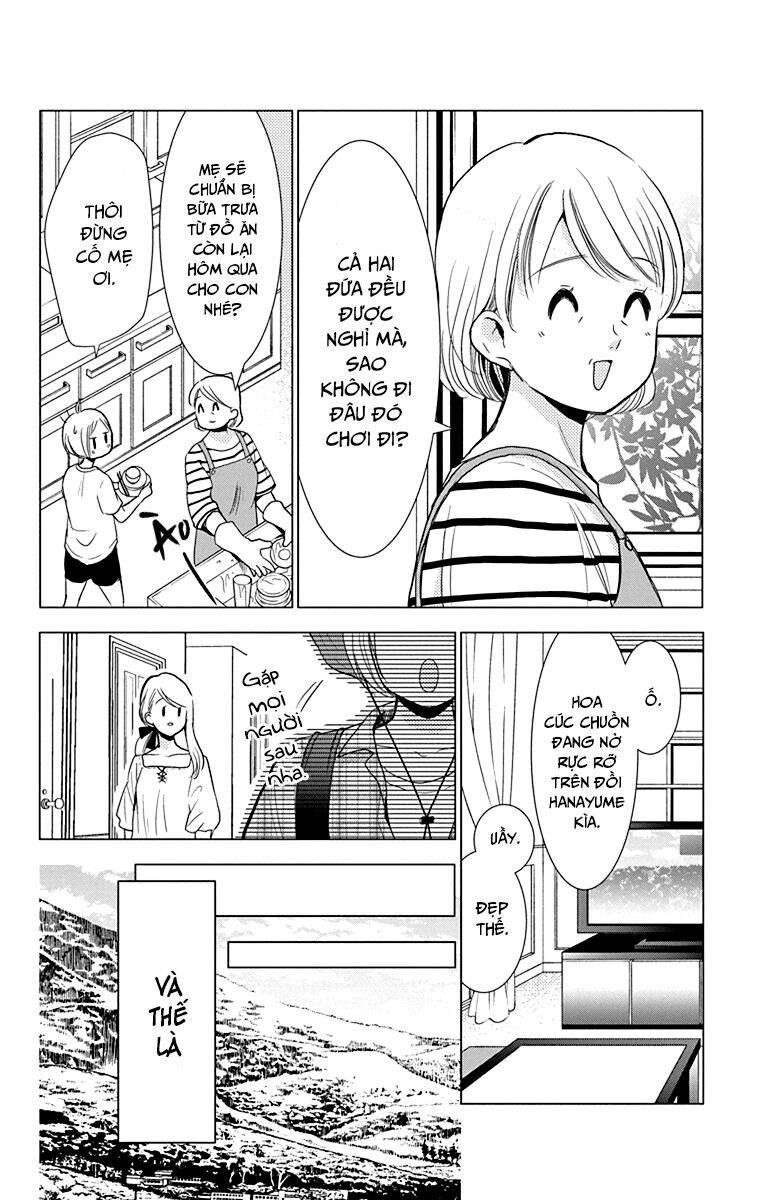 CẢ HAI
ĐỨA ĐỀU
ĐƯỢC
NGHỈ MÀ,
SAO
KHÔNG ĐI
ĐÂU ĐÓ
CHƠI ĐI?
MẸ SẼ
CHUẨN BỊ
BỮA TRƯA
TỪ ĐỒ ĂN
CÒN LẠI
HÔM QUA
CHO CON
NHÉ?
THÔI
ĐỪNG
CỐ MẸ
ƠI.
ÀO
Ố.
HOA
CÚC CHUỒN
ĐANG NỞ
RỰC RỠ
TRÊN ĐỒI
HANAYUME
KÌA.
UẦY.
ĐẸP
THẾ.
Gặp
mọi
người
sau
nha.
VÀ
THẾ
LÀ